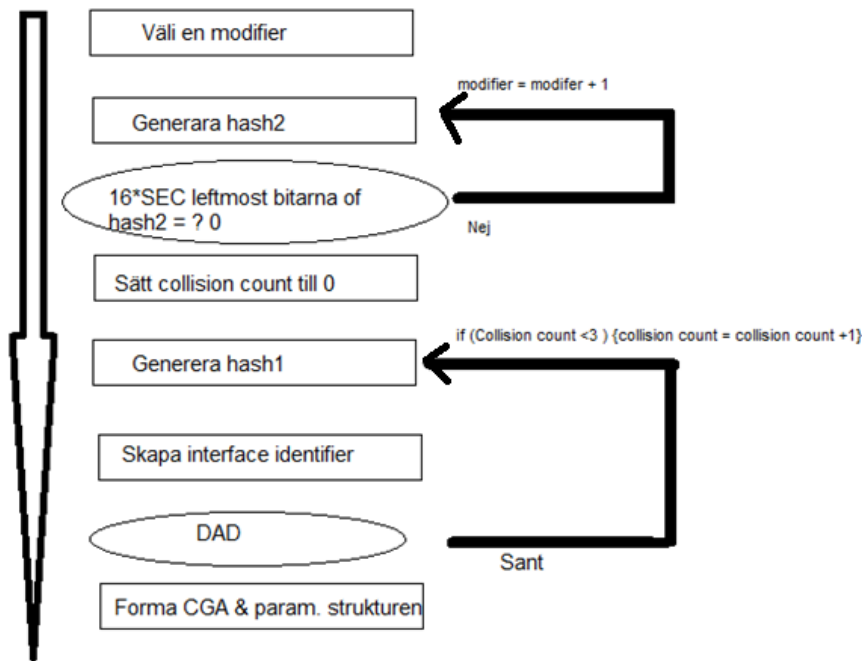 Väli en modifier
modifier = modifer + 1
Generara hash2
16*SEC leftmost bitarna of
hash2 = ? 0
Nej
Sätt collision count till 0
if (Collision count <3 ) {collision count = collision count +1}
Generera hash1
Skapa interface identifier
DAD
Sant
Forma CGA & param. strukturen